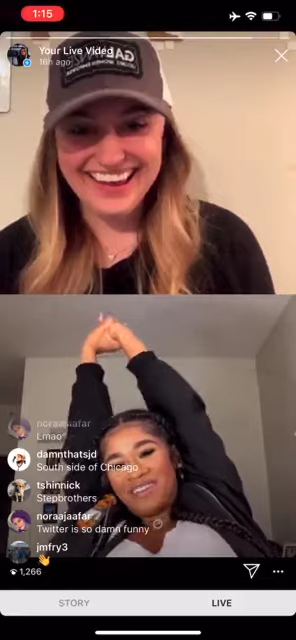 1:15
Your Live Video
16h ago
noraajaafar
Lmao
damnthatsjd
South side of Chicago
tshinnick
Stepbrothers
noraajaafar
Twitter is so damn funny
jmfry3
👋
1,266
STORY
LIVE